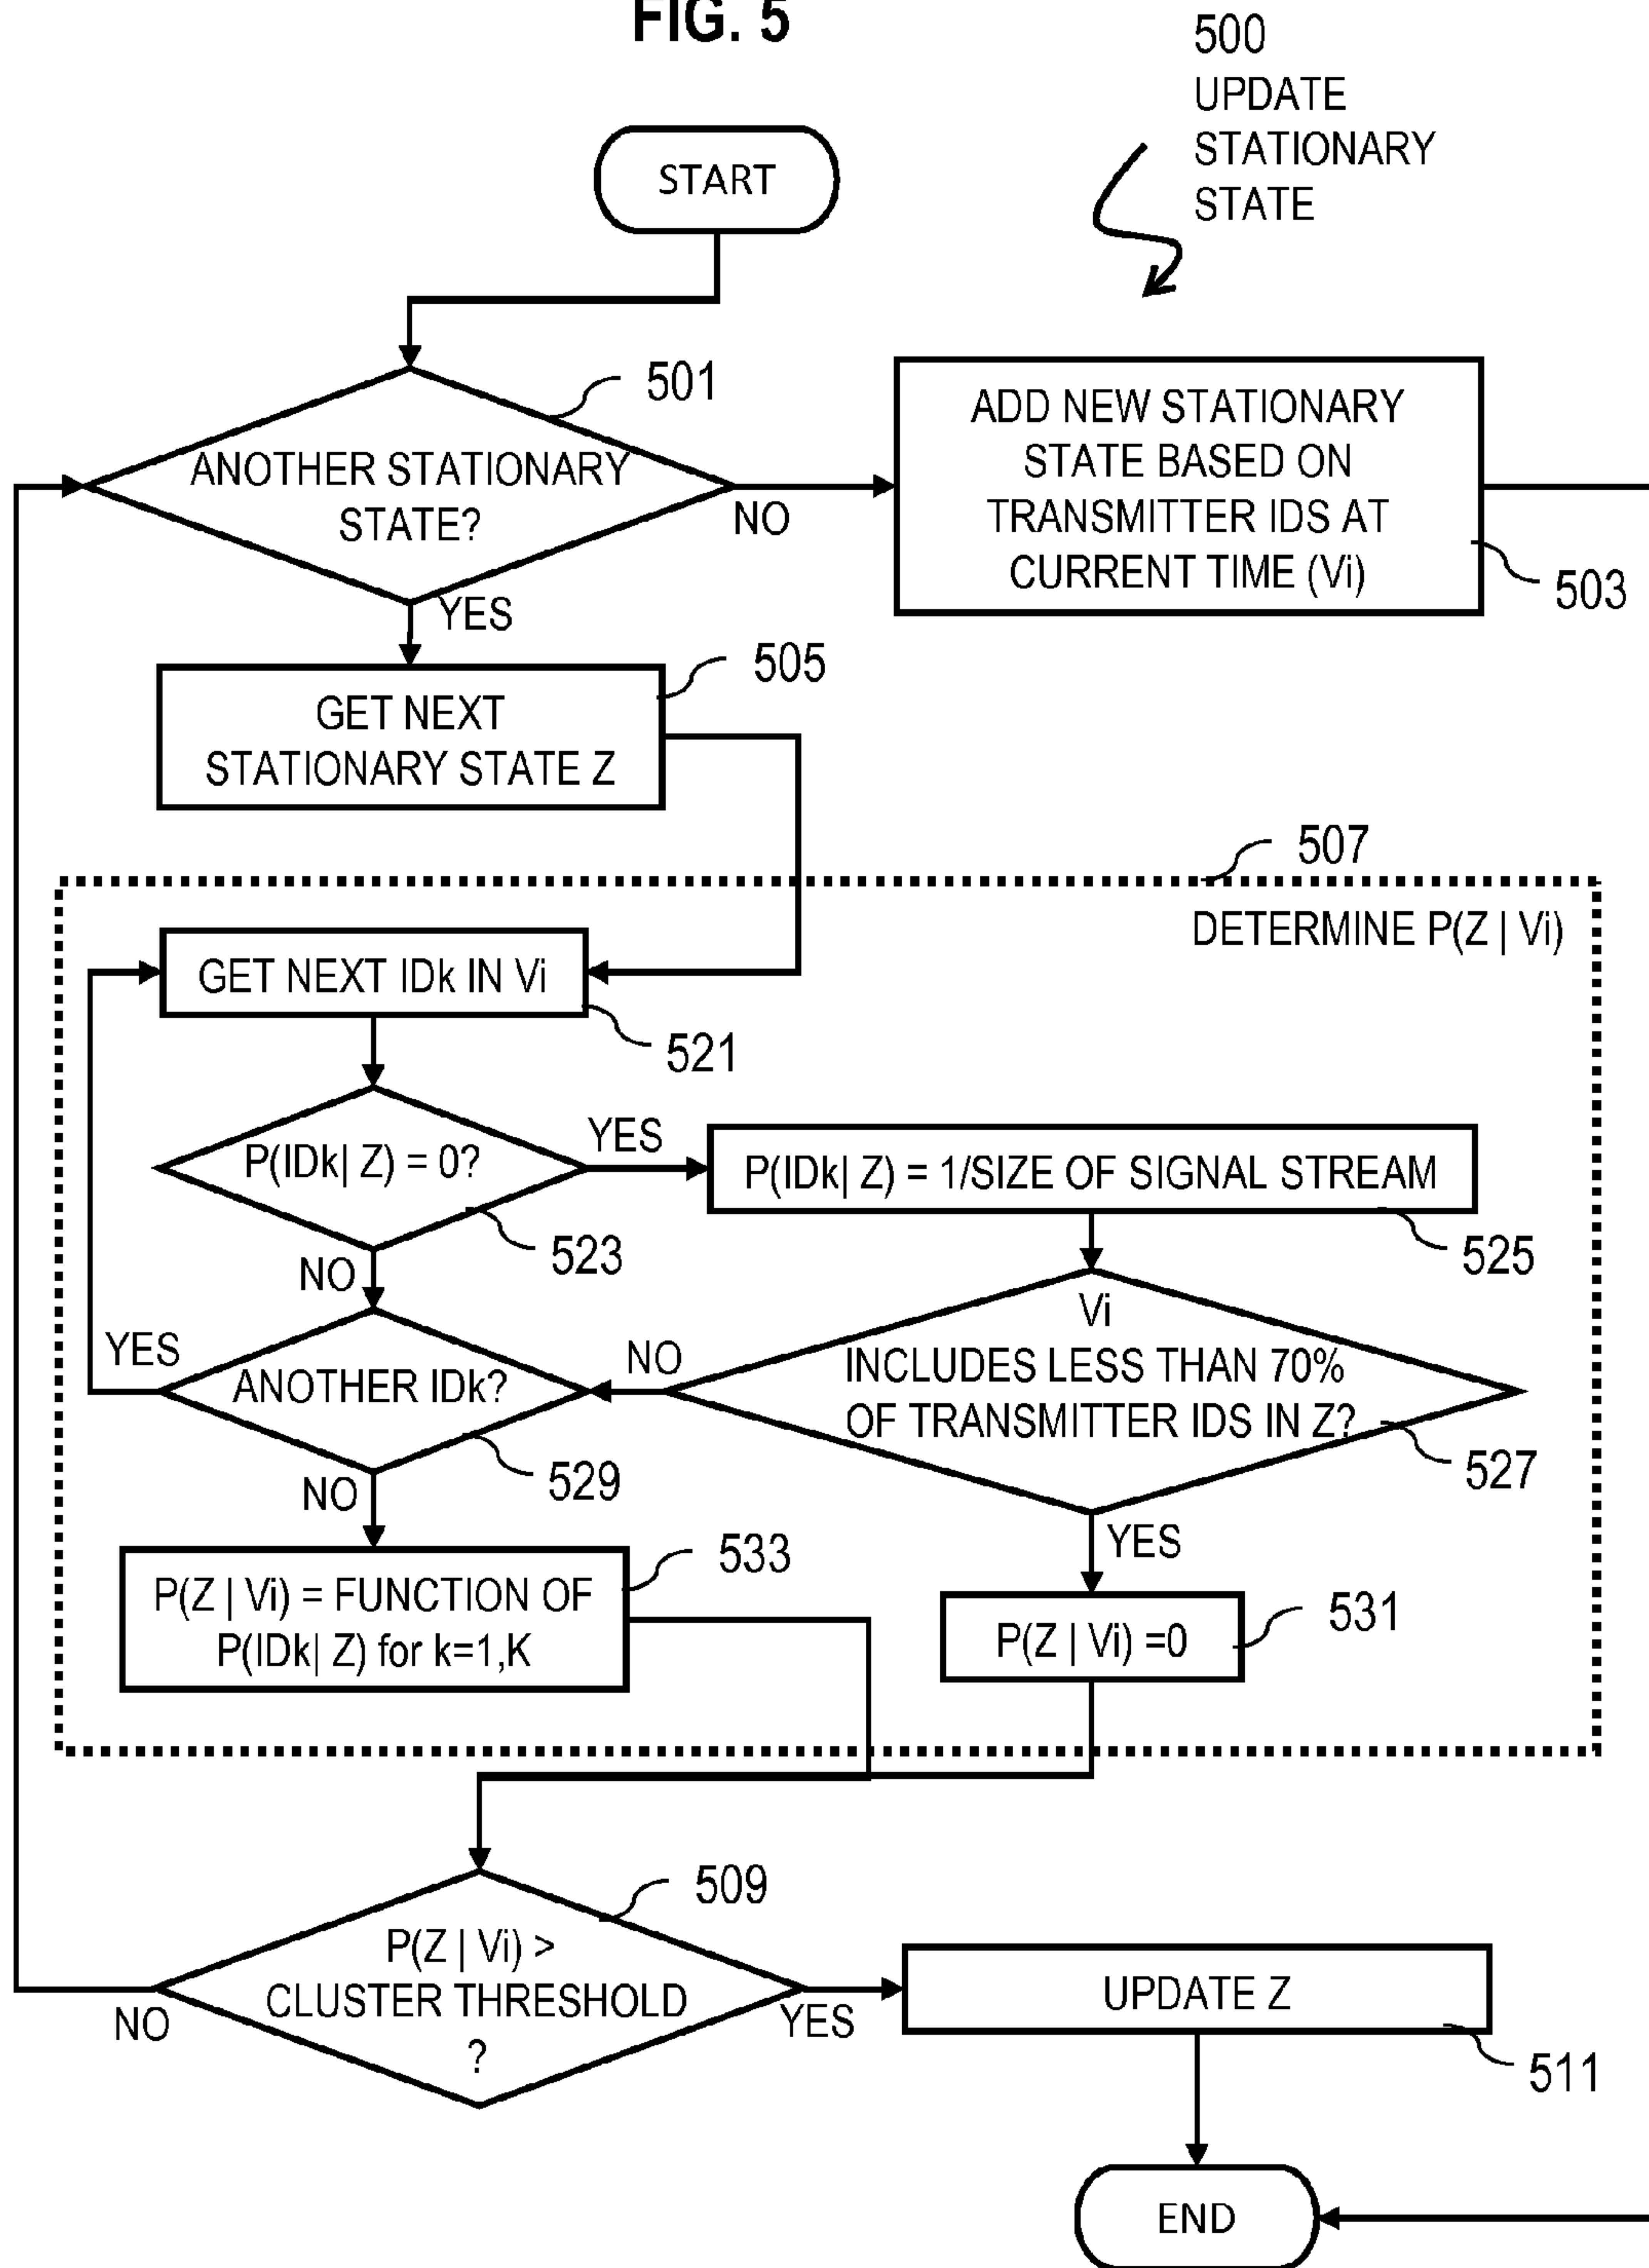 FIG. 5
500
UPDATE
STATIONARY
STATE
START
501
ANOTHER STATIONARY
STATE?
NO
YES
ADD NEW STATIONARY
STATE BASED ON
TRANSMITTER IDS AT
CURRENT TIME (Vi)
503
505
GET NEXT
STATIONARY STATE Z
507
DETERMINE P(Z | Vi)
GET NEXT IDk IN Vi
521
P(IDk| Z) = 0?
YES
523
NO
P(IDk| Z) = 1/SIZE OF SIGNAL STREAM
525
Vi
INCLUDES LESS THAN 70%
OF TRANSMITTER IDS IN Z?
527
NO
YES
ANOTHER IDk?
YES
529
NO
533
P(Z | Vi) = FUNCTION OF
P(IDk| Z) for k=1,K
531
P(Z | Vi) =0
509
P(Z | Vi) >
CLUSTER THRESHOLD
?
NO
YES
UPDATE Z
511
END